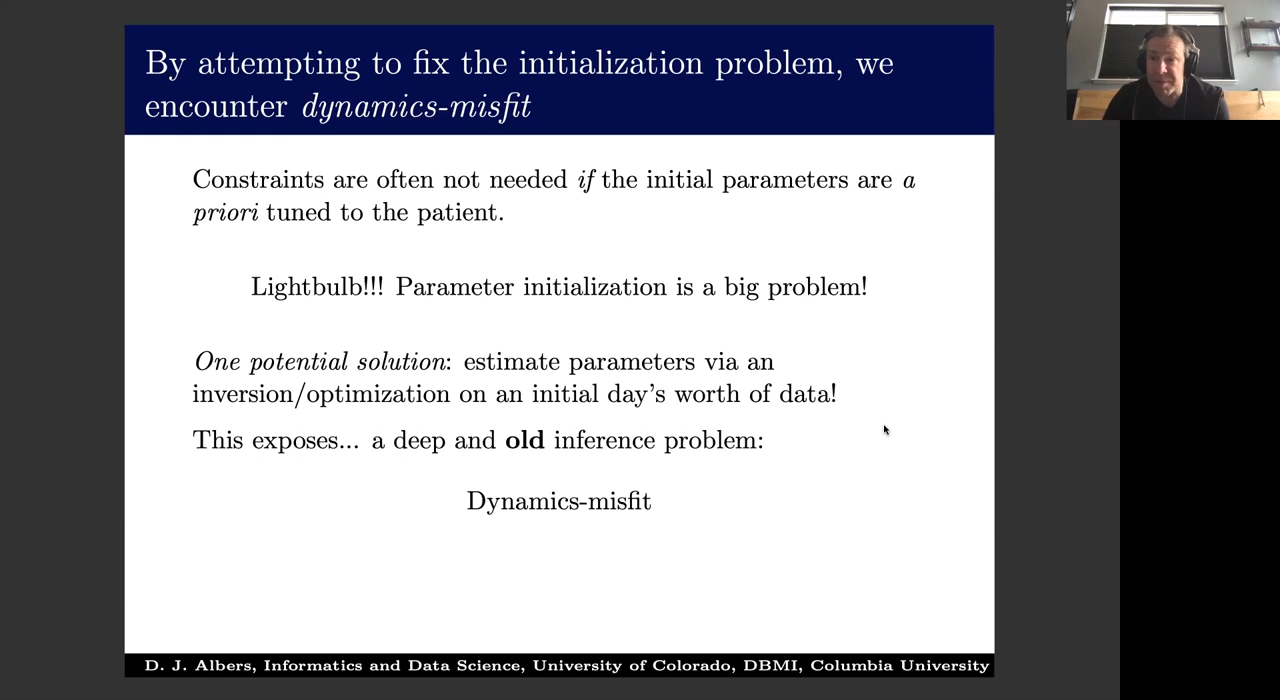 By attempting to fix the initialization problem, we
encounter dynamics-misfit
Constraints are often not needed if the initial parameters are a
priori tuned to the patient.
Lightbulb!!! Parameter initialization is a big problem!
One potential solution: estimate parameters via an
inversion/optimization on an initial day's worth of data!
This exposes... a deep and old inference problem:
Dynamics-misfit
D. J. Albers, Informatics and Data Science, University of Colorado, DBMI, Columbia University